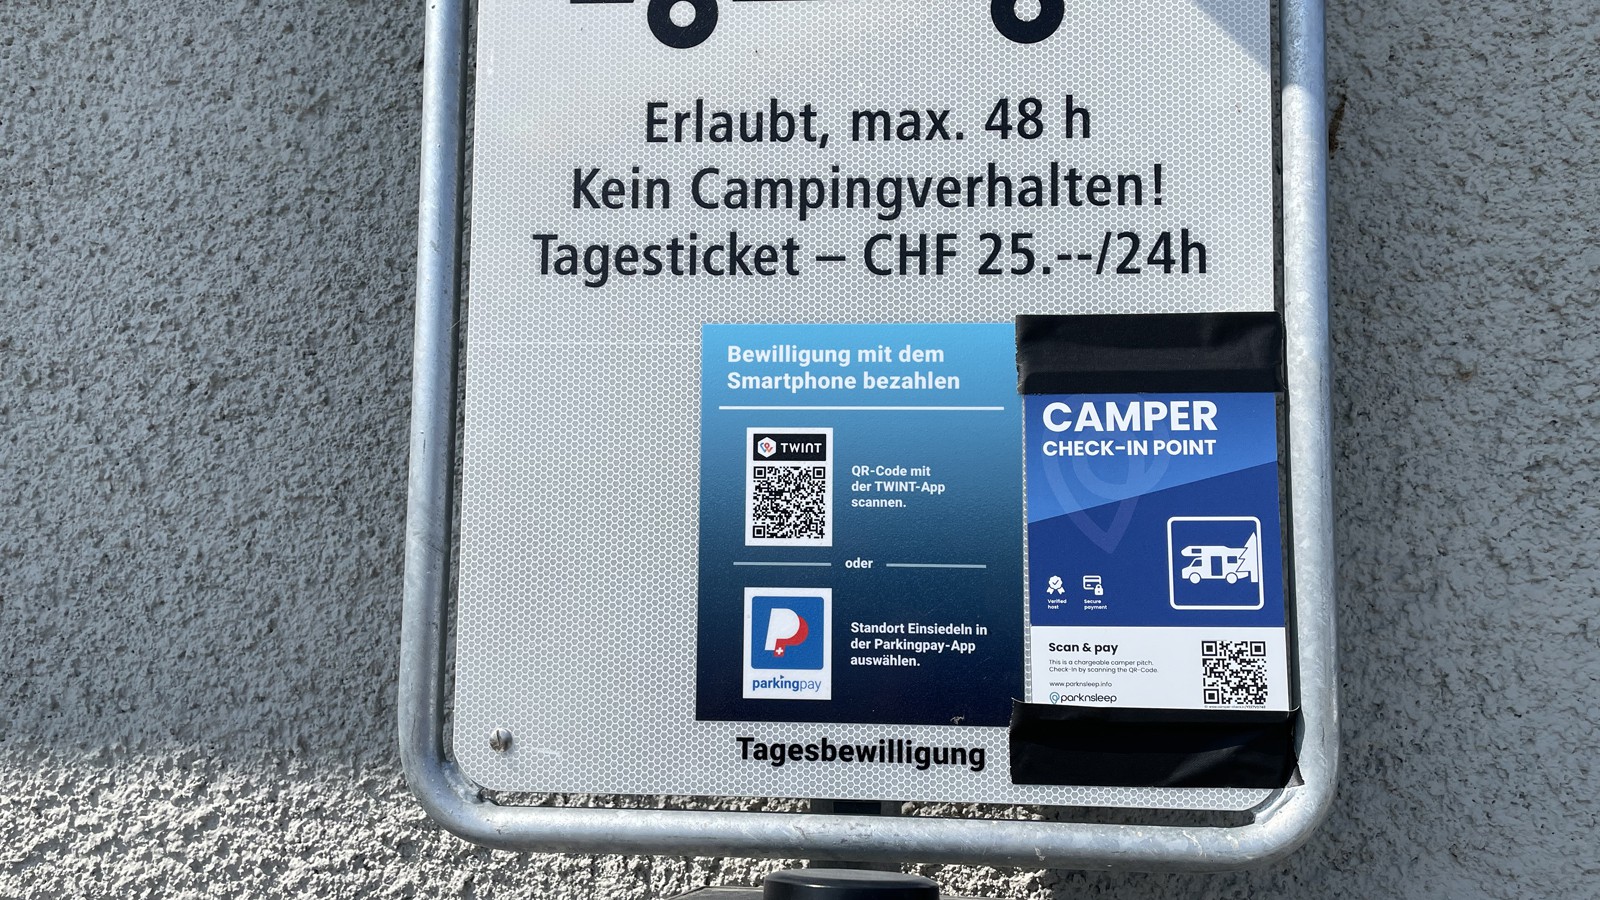 Erlaubt, max. 48 h
Kein Campingverhalten!
Tagesticket – CHF 25.--/24h
Bewilligung mit dem
Smartphone bezahlen
TWINT
QR-Code mit
der TWINT-App
scannen.
oder
Standort Einsiedeln in
der Parkingpay-App
auswählen.
parkingpay
Tagesbewilligung
CAMPER
CHECK-IN POINT
Verified
host
Secure
payment
Scan & pay
This is a chargeable camper pitch.
Check-in by scanning the QR-Code.
www.parknsleep.info
parknsleep